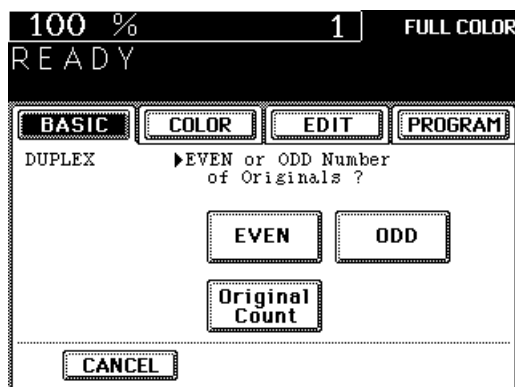 100 % 1 FULL COLOR
READY
BASIC COLOR EDIT PROGRAM
DUPLEX ▶EVEN or ODD Number
of Originals ?
EVEN ODD
Original
Count
CANCEL